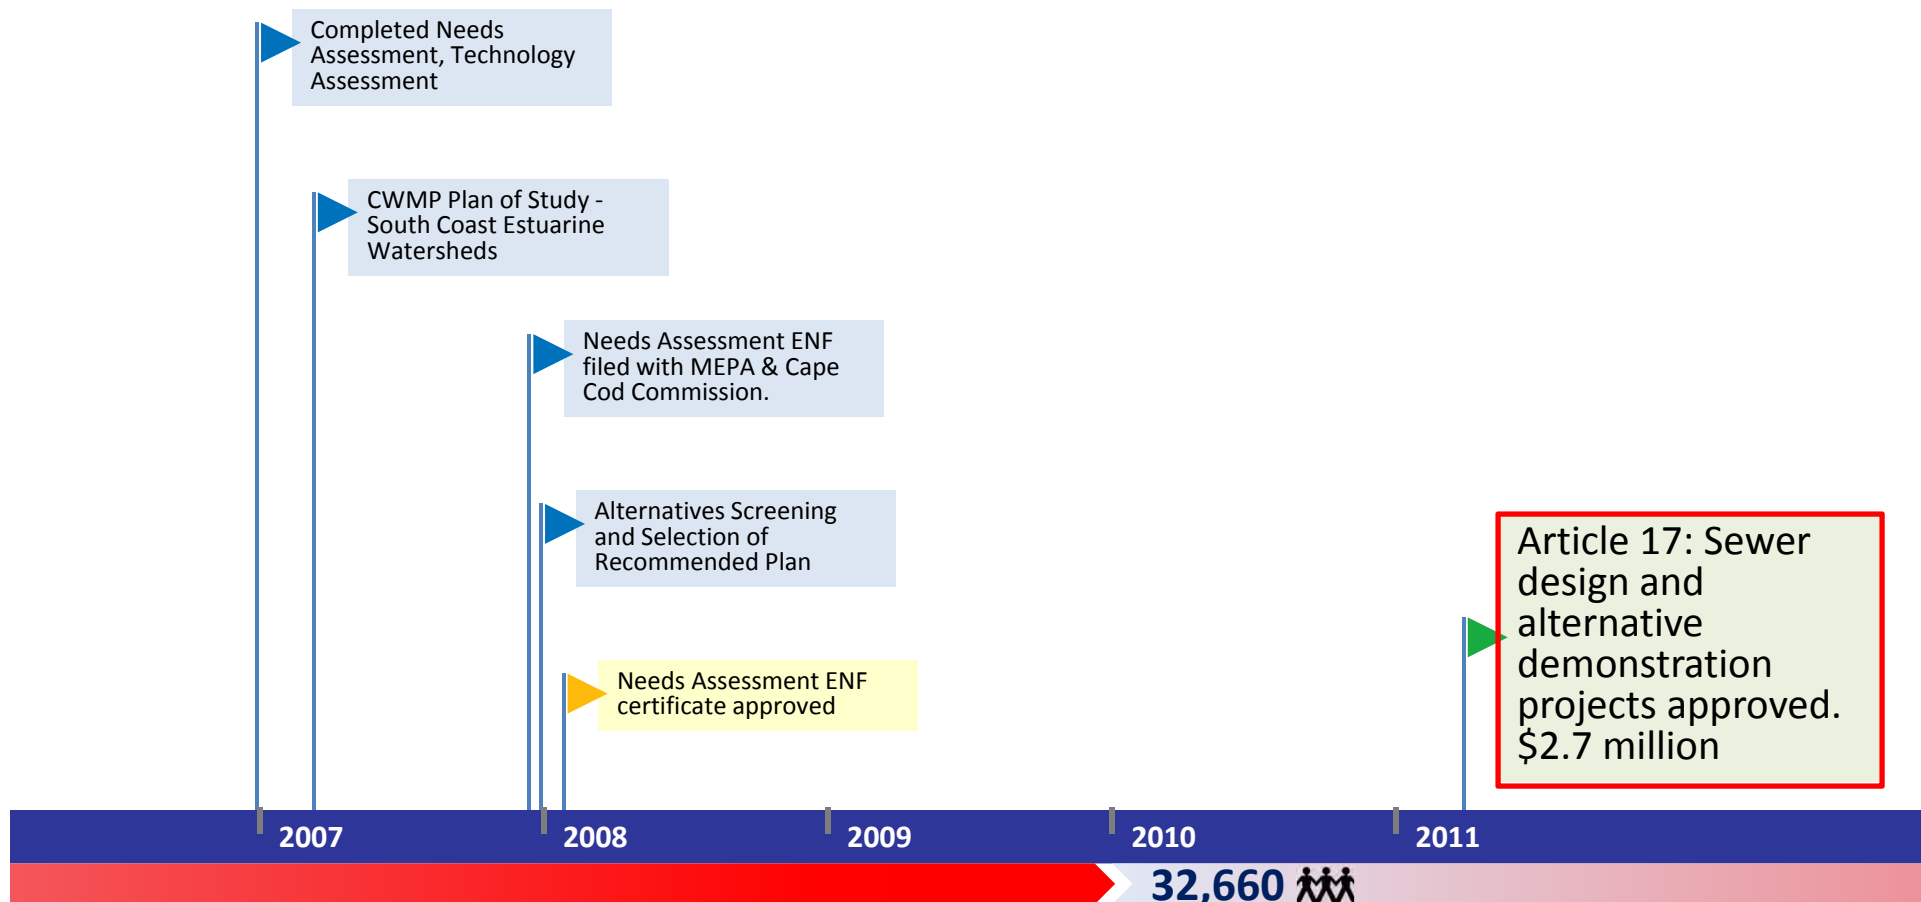 Completed Needs
Assessment, Technology
Assessment
CWMP Plan of Study -
South Coast Estuarine
Watersheds
Needs Assessment ENF
filed with MEPA & Cape
Cod Commission.
Alternatives Screening
and Selection of
Recommended Plan
Needs Assessment ENF
certificate approved
Article 17: Sewer
design and
alternative
demonstration
projects approved.
$2.7 million
2007
2008
2009
2010
2011
32,660